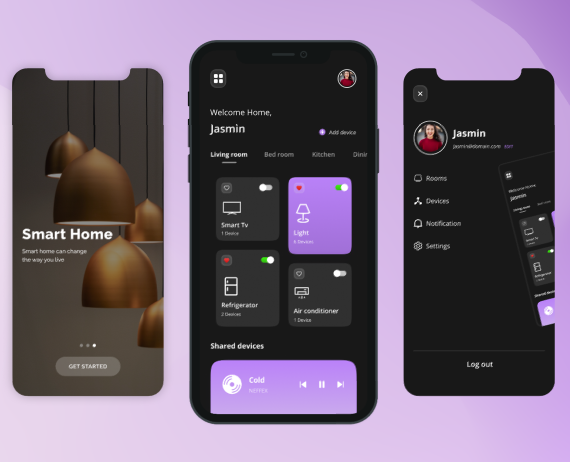 Smart Home
Smart home can change
the way you live
GET STARTED
Welcome Home,
Jasmin
Add device
Living room Bed room Kitchen Dinir
Smart Tv
1 Device
Light
6 Devices
Refrigerator
2 Devices
Air conditioner
1 Device
Shared devices
Cold
Jasmin
jasmin@domain.com EDIT
Rooms
Devices
Notification
Settings
Welcome Home,
Jasmin
Living room
Smart Tv
Refrigerator
Shared devices
Log out